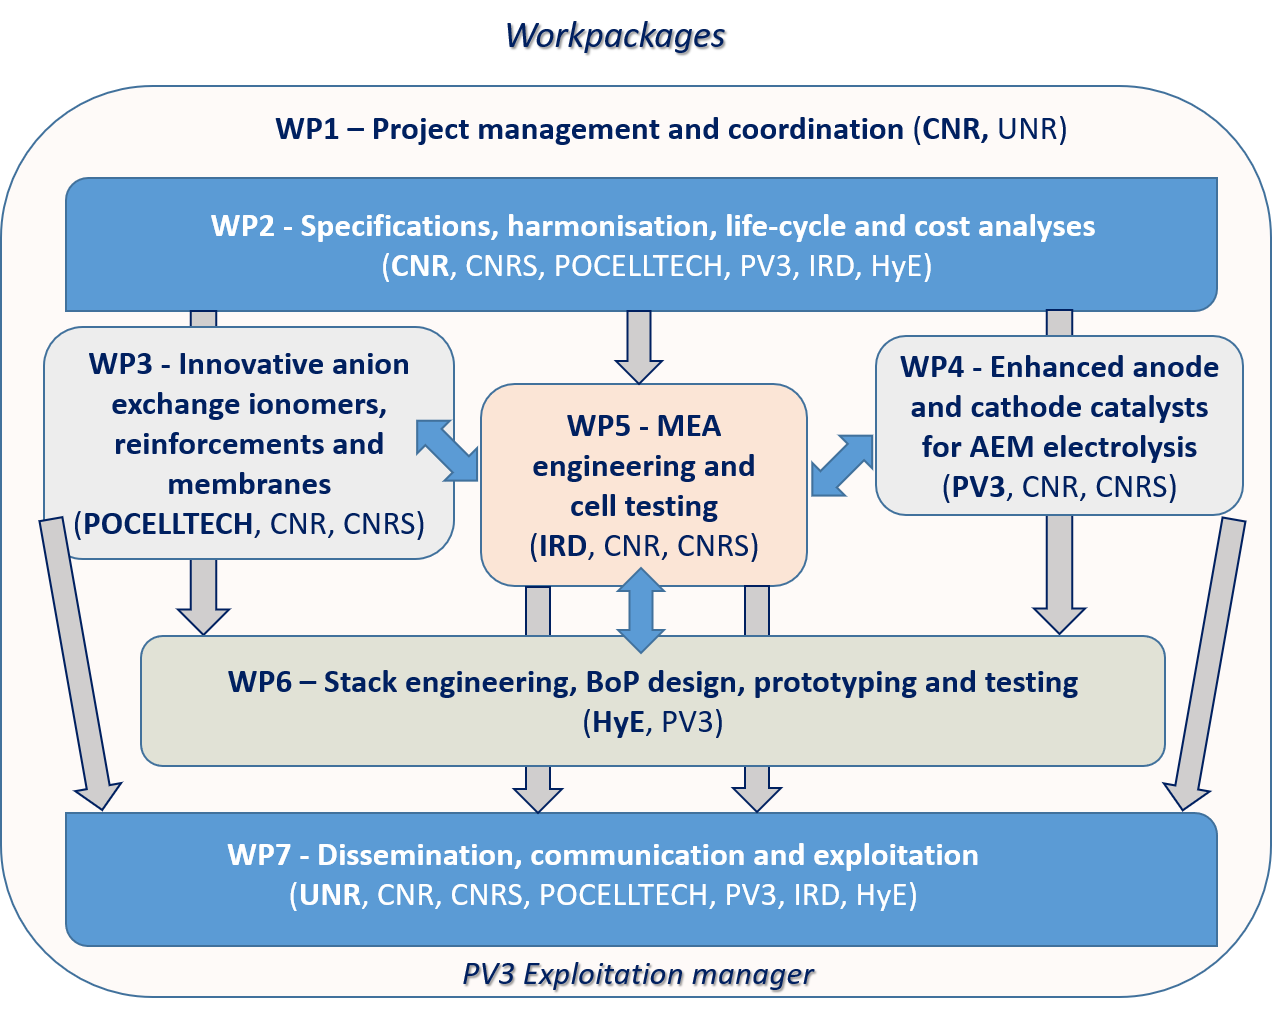 Workpackages
WP1 – Project management and coordination (CNR, UNR)
WP2 - Specifications, harmonisation, life-cycle and cost analyses
(CNR, CNRS, POCELLTECH, PV3, IRD, HyE)
WP3 - Innovative anion
exchange ionomers,
reinforcements and
membranes
(POCELLTECH, CNR, CNRS)
WP5 - MEA
engineering and
cell testing
(IRD, CNR, CNRS)
WP4 - Enhanced anode
and cathode catalysts
for AEM electrolysis
(PV3, CNR, CNRS)
WP6 – Stack engineering, BoP design, prototyping and testing
(HyE, PV3)
WP7 - Dissemination, communication and exploitation
(UNR, CNR, CNRS, POCELLTECH, PV3, IRD, HyE)
PV3 Exploitation manager